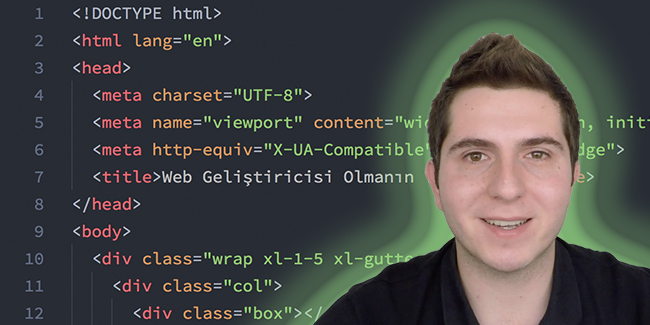 1 <!DOCTYPE html>
2 <html lang="en">
3 <head>
4 <meta charset="UTF-8">
5 <meta name="viewport" content=" initi
6 <meta http-equiv="X-UA-Compatible" dge">
7 <title>Web Geliştiricisi Olmanın e>
8 </head>
9 <body>
10 <div class="wrap xl-1-5 xl-gutte
11 <div class="col">
12 <div class="box"></